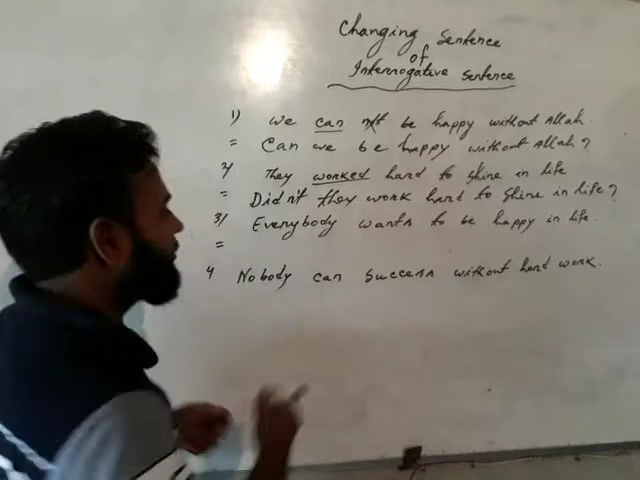 Changing Sentence
of
Interrogative Sentence
1) We can not be happy without Allah.
= Can we be happy without Allah?
2) They worked hard to shine in life
= Didn't they work hard to shine in life?
3) Everybody wants to be happy in life.
=
4 Nobody can success without hard work.